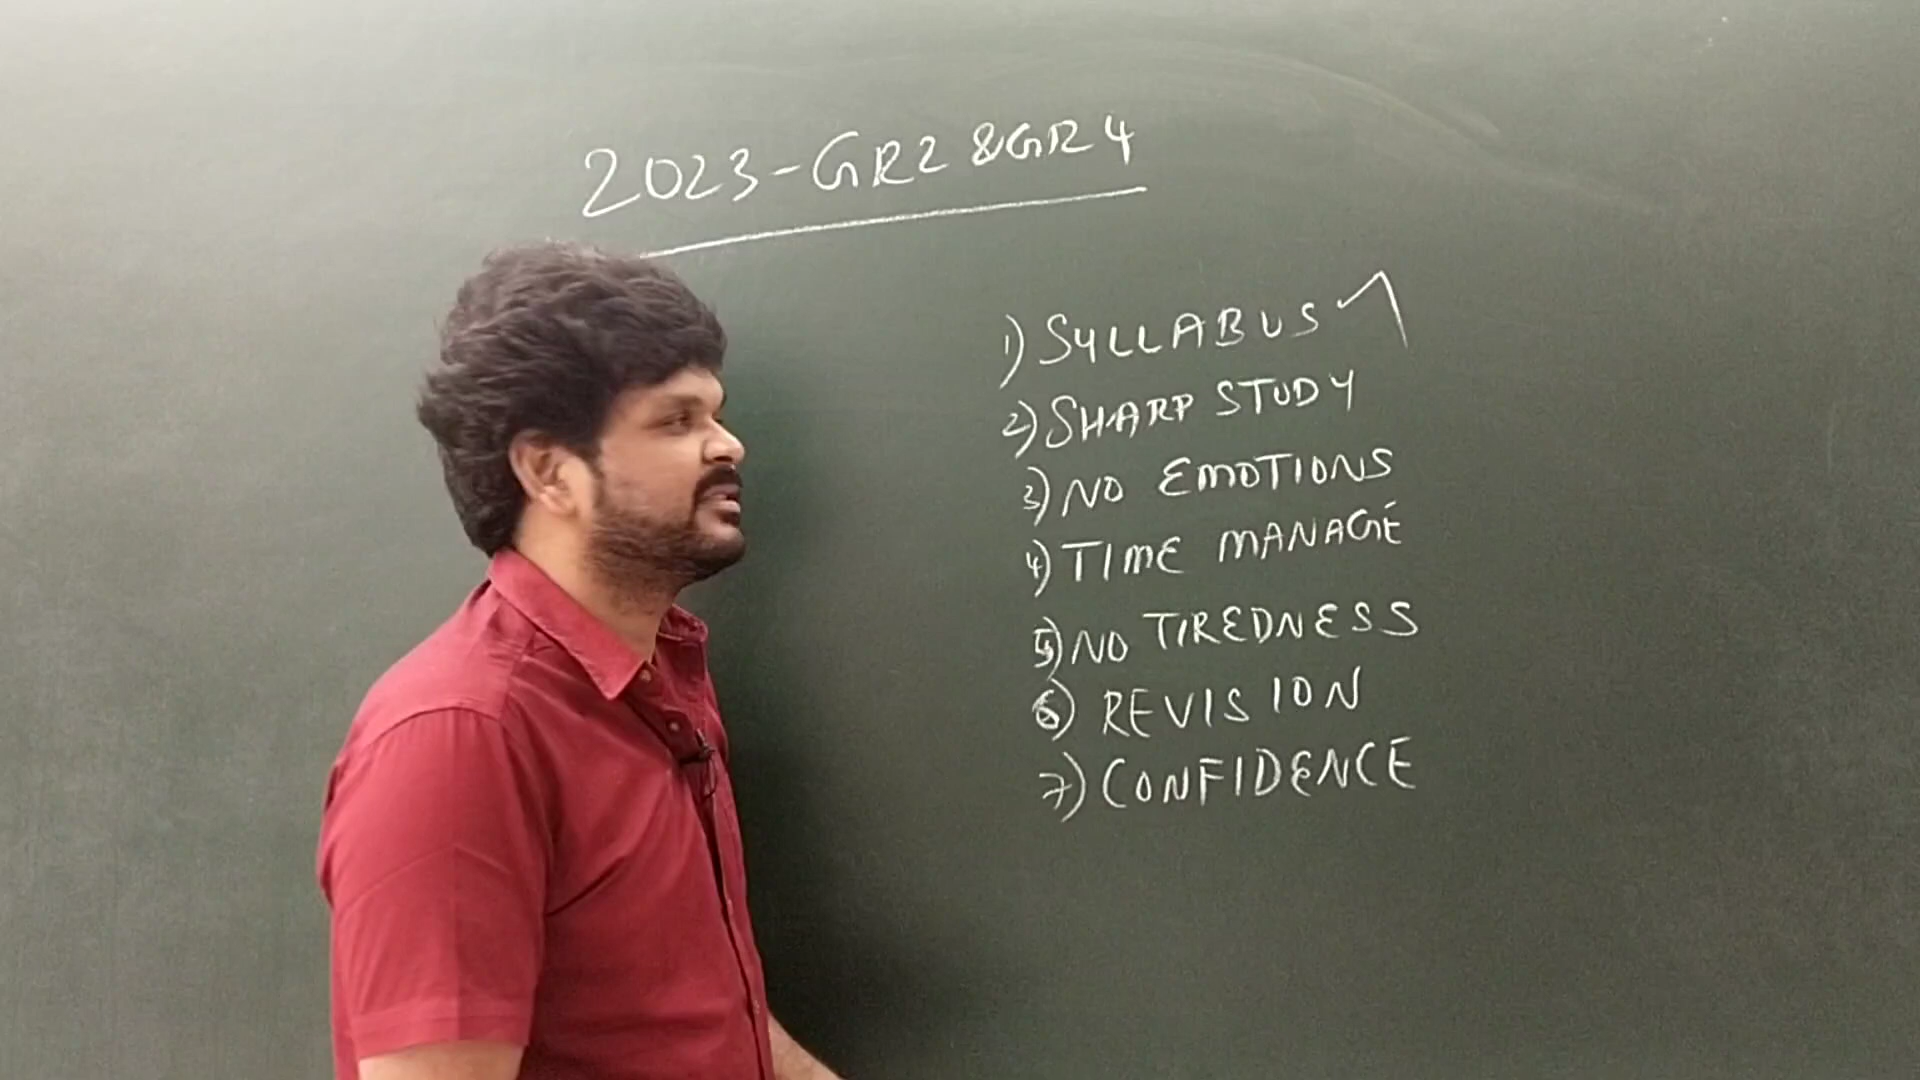 2023-GR2 &GR4
1) SYLLABUS
2) SHARP STUDY
3) NO EMOTIONS
4) TIME MANAGE
5) NO TIREDNESS
6) REVISION
7) CONFIDENCE